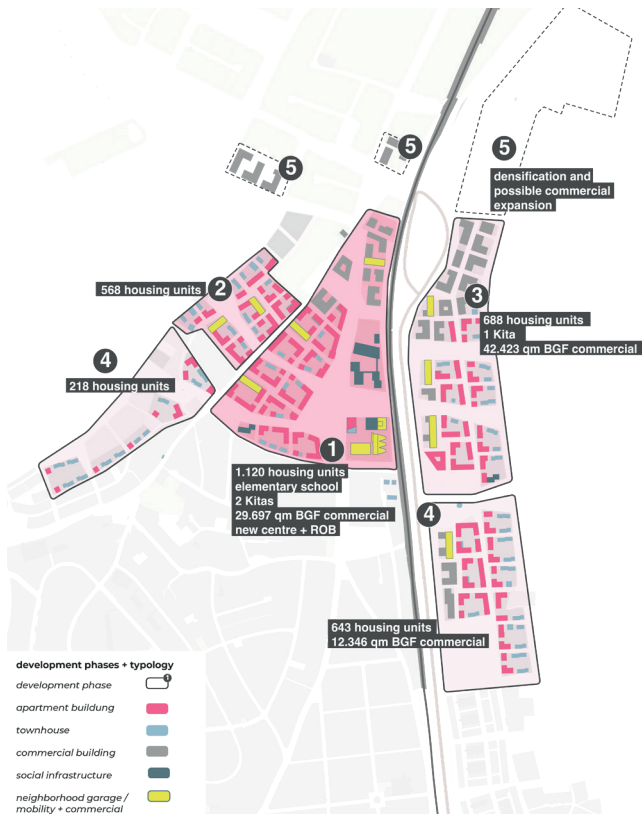 5
5
5
densification and
possible commercial
expansion
568 housing units
2
3
688 housing units
1 Kita
42.423 qm BGF commercial
4
218 housing units
1
1.120 housing units
elementary school
2 Kitas
29.697 qm BGF commercial
new centre + ROB
4
643 housing units
12.346 qm BGF commercial
development phases + typology
development phase
1
apartment buildung
townhouse
commercial building
social infrastructure
neighborhood garage /
mobility + commercial